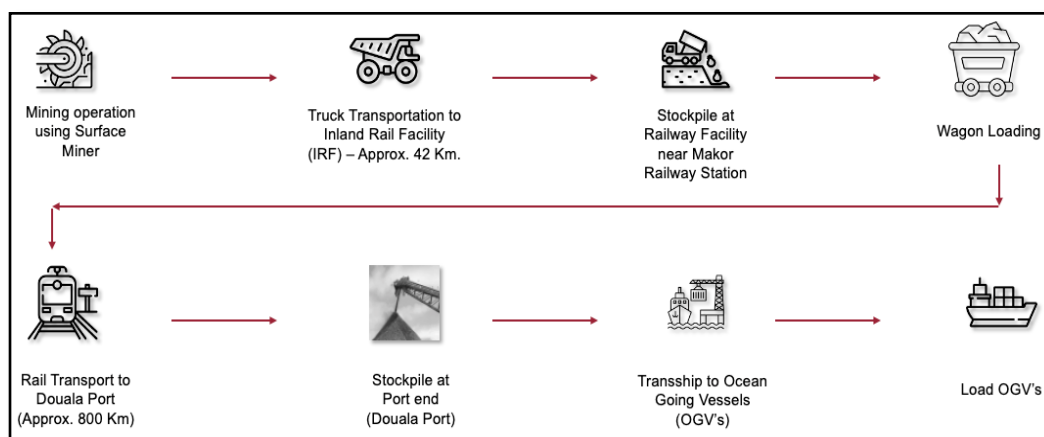 Mining operation
using Surface
Miner
Truck Transportation to
Inland Rail Facility
(IRF) – Approx. 42 Km.
Stockpile at
Railway Facility
near Makor
Railway Station
Wagon Loading
Rail Transport to
Douala Port
(Approx. 800 Km)
Stockpile at
Port end
(Douala Port)
Transship to Ocean
Going Vessels
(OGV's)
Load OGV's